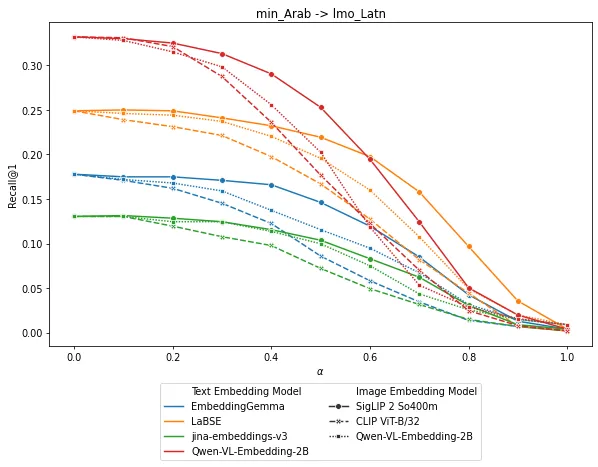 min_Arab -> lmo_Latn
Recall@1
0.30
0.25
0.20
0.15
0.10
0.05
0.00
0.0 0.2 0.4 0.6 0.8 1.0
α
Text Embedding Model Image Embedding Model
EmbeddingGemma SigLIP 2 So400m
LaBSE CLIP ViT-B/32
jina-embeddings-v3 Qwen-VL-Embedding-2B
Qwen-VL-Embedding-2B